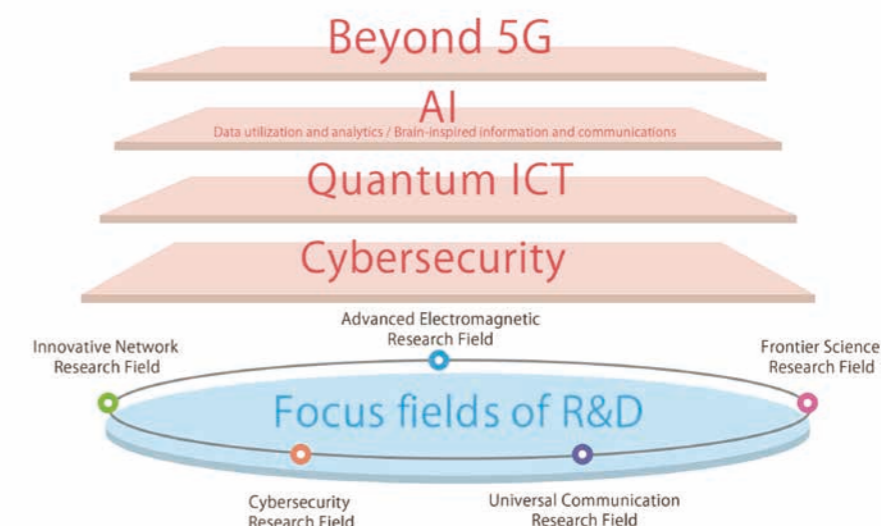 Beyond 5G
AI
Data utilization and analytics / Brain-inspired information and communications
Quantum ICT
Cybersecurity
Advanced Electromagnetic
Research Field
Innovative Network
Research Field
Frontier Science
Research Field
Focus fields of R&D
Cybersecurity
Research Field
Universal Communication
Research Field